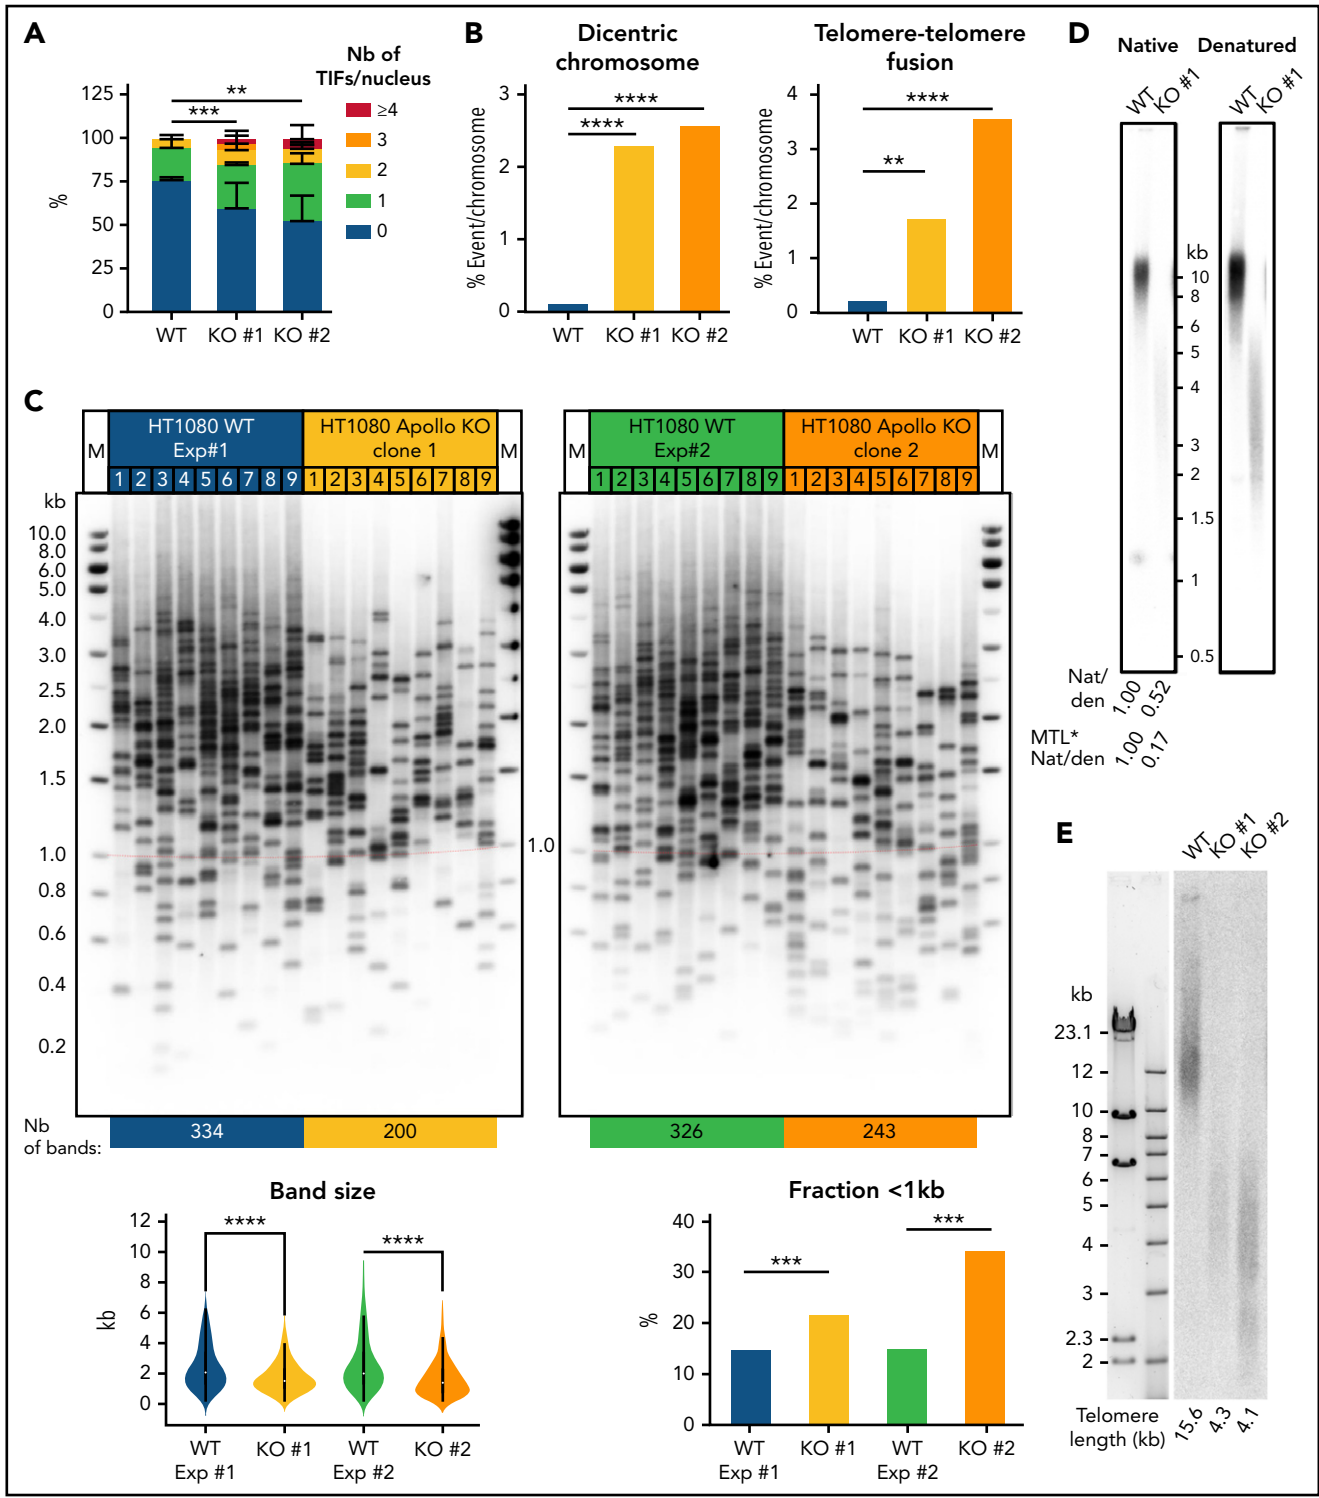 A
Nb of
TIFs/nucleus
≥4
3
2
1
0
125
100
75
50
25
0
%
** 
***
WT KO #1 KO #2
B
Dicentric
chromosome
% Event/chromosome
3
2
1
0
****
****
WT KO #1 KO #2
Telomere-telomere
fusion
% Event/chromosome
4
3
2
1
0
****
**
WT KO #1 KO #2
C
M
HT1080 WT
Exp#1
HT1080 Apollo KO
clone 1
M
1 2 3 4 5 6 7 8 9 1 2 3 4 5 6 7 8 9
kb
10.0
8.0
6.0
5.0
4.0
3.0
2.5
2.0
1.5
1.0
0.8
0.6
0.4
0.2
M
HT1080 WT
Exp#2
HT1080 Apollo KO
clone 2
M
1 2 3 4 5 6 7 8 9 1 2 3 4 5 6 7 8 9
1.0
Nb
of bands:
334 200
326 243
Band size
kb
12
10
8
6
4
2
0
****
****
WT KO #1 WT KO #2
Exp #1 Exp #2
Fraction <1kb
%
40
30
20
10
0
***
***
WT KO #1 WT KO #2
Exp #1 Exp #2
D
Native Denatured
WT KO #1 WT KO #1
kb
10
8
6
5
4
3
2
1.5
1
0.5
Nat/
den
1.00 0.52
MTL*
Nat/den
1.00 0.17
E
WT KO #1 KO #2
kb
23.1
12
10
8
7
6
5
4
3
2.3
2
Telomere
length (kb)
15.6 4.3 4.1